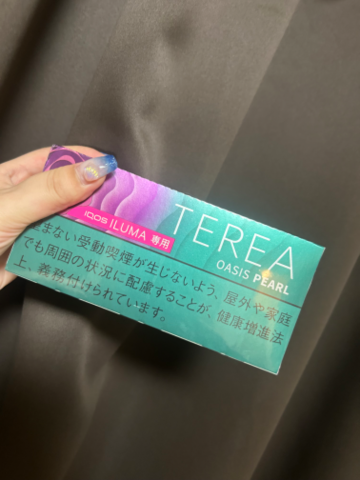 TEREA
OASIS PEARL
IQOS ILUMA 専用
まない受動喫煙が生じないよう、屋外や家庭
でも周囲の状況に配慮することが、健康増進法
上、義務付けられています。